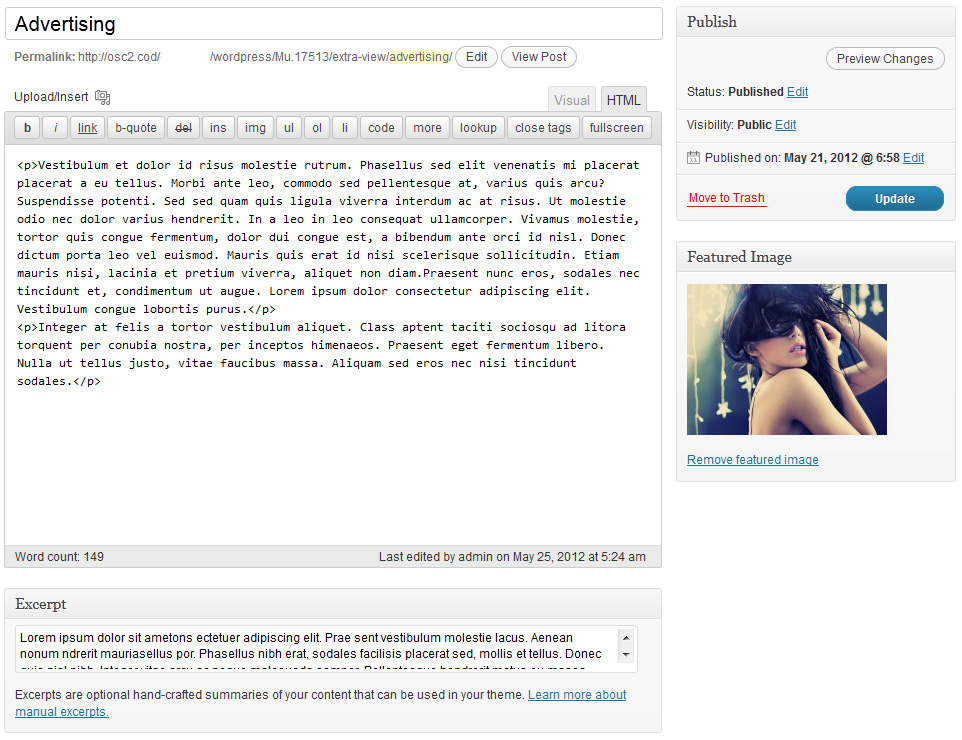 Advertising
Permalink: http://osc2.cod/ /wordpress/Mu.17513/extra-view/advertising/ Edit View Post
Upload/Insert Visual HTML
b i link b-quote del ins img ul ol li code more lookup close tags fullscreen
<p>Vestibulum et dolor id risus molestie rutrum. Phasellus sed elit venenatis mi placerat
placerat a eu tellus. Morbi ante leo, commodo sed pellentesque at, varius quis arcu?
Suspendisse potenti. Sed sed quam quis ligula viverra interdum ac at risus. Ut molestie
odio nec dolor varius hendrerit. In a leo in leo consequat ullamcorper. Vivamus molestie,
tortor quis congue fermentum, dolor dui congue est, a bibendum ante orci id nisl. Donec
dictum porta leo vel euismod. Mauris quis erat id nisi scelerisque sollicitudin. Etiam
mauris nisi, lacinia et pretium viverra, aliquet non diam.Praesent nunc eros, sodales nec
tincidunt et, condimentum ut augue. Lorem ipsum dolor consectetur adipiscing elit.
Vestibulum congue lobortis purus.</p>
<p>Integer at felis a tortor vestibulum aliquet. Class aptent taciti sociosqu ad litora
torquent per conubia nostra, per inceptos himenaeos. Praesent eget fermentum libero.
Nulla ut tellus justo, vitae faucibus massa. Aliquam sed eros nec nisi tincidunt
sodales.</p>
Word count: 149 Last edited by admin on May 25, 2012 at 5:24 am
Excerpt
Lorem ipsum dolor sit ametons ectetuer adipiscing elit. Prae sent vestibulum molestie lacus. Aenean
nonum ndrerit mauriasellus por. Phasellus nibh erat, sodales facilisis placerat sed, mollis et tellus. Donec
Excerpts are optional hand-crafted summaries of your content that can be used in your theme. Learn more about
manual excerpts.
Publish
Preview Changes
Status: Published Edit
Visibility: Public Edit
Published on: May 21, 2012 @ 6:58 Edit
Move to Trash Update
Featured Image
Remove featured image